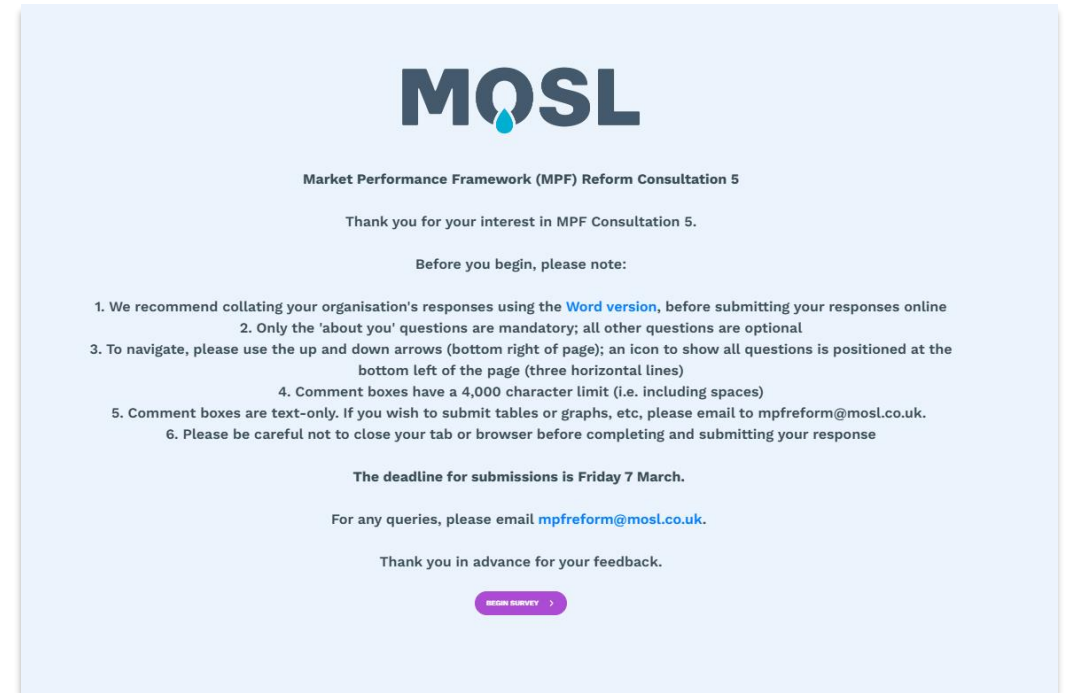 MOSL
Market Performance Framework (MPF) Reform Consultation 5
Thank you for your interest in MPF Consultation 5.
Before you begin, please note:
1. We recommend collating your organisation's responses using the Word version, before submitting your responses online
2. Only the 'about you' questions are mandatory; all other questions are optional
3. To navigate, please use the up and down arrows (bottom right of page); an icon to show all questions is positioned at the
bottom left of the page (three horizontal lines)
4. Comment boxes have a 4,000 character limit (i.e. including spaces)
5. Comment boxes are text-only. If you wish to submit tables or graphs, etc, please email to mpfreform@mosl.co.uk.
6. Please be careful not to close your tab or browser before completing and submitting your response
The deadline for submissions is Friday 7 March.
For any queries, please email mpfreform@mosl.co.uk.
Thank you in advance for your feedback.
BEGIN SURVEY